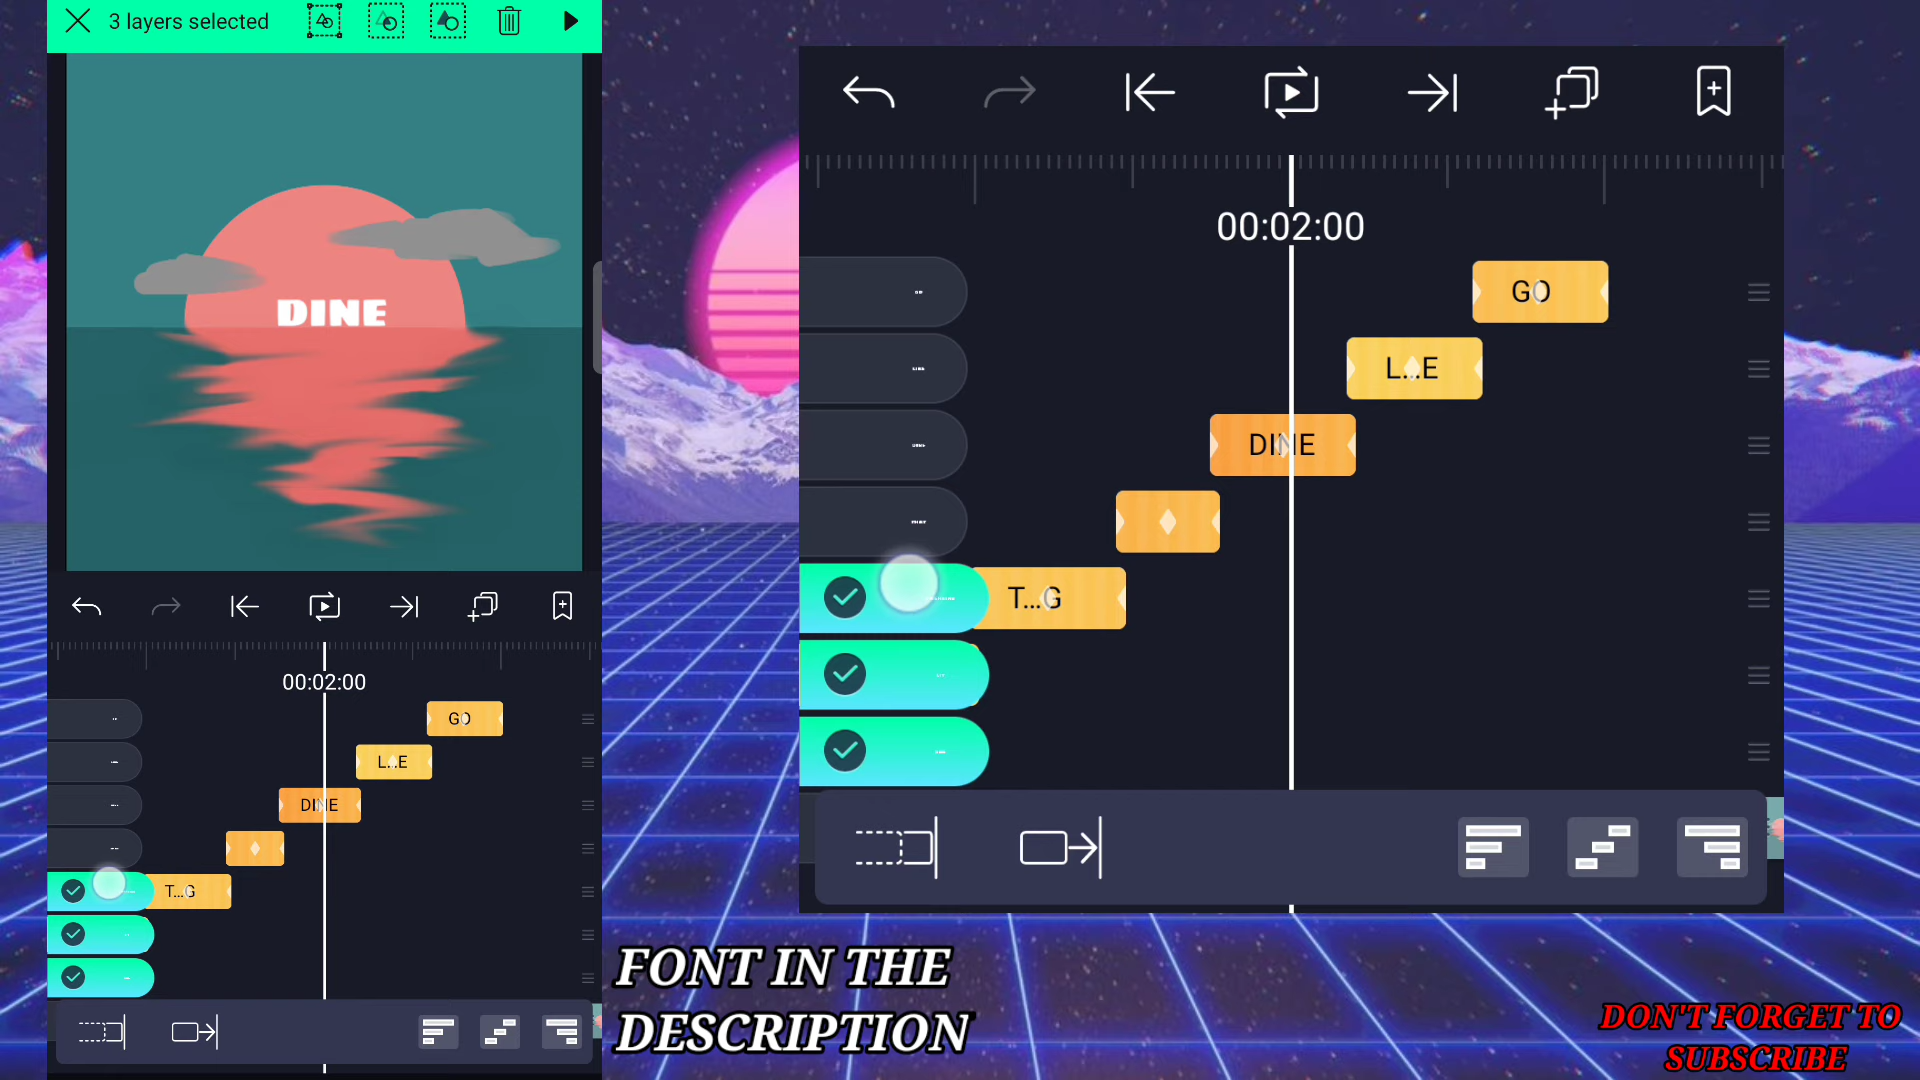 3 layers selected
DINE
00:02:00
GO
L...E
DINE
T...G
00:02:00
GO
L...E
DINE
T...G
FONT IN THE
DESCRIPTION
DON'T FORGET TO
SUBSCRIBE